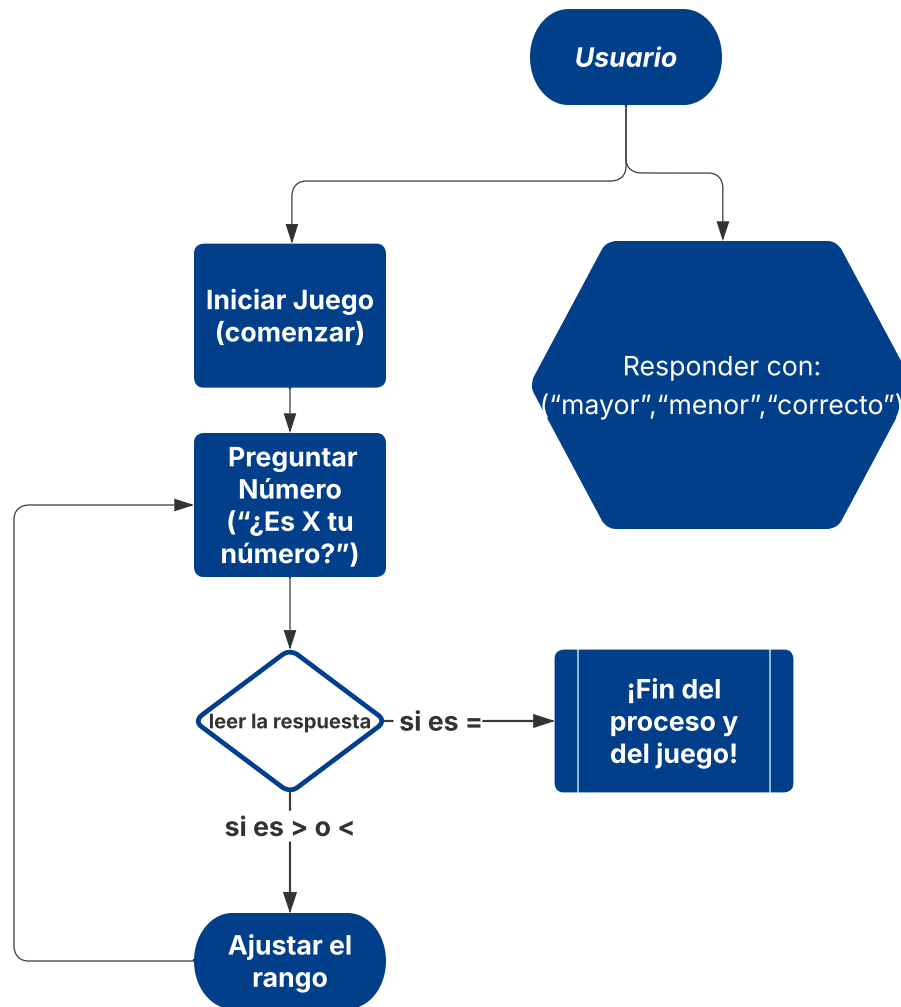 Usuario
Iniciar Juego
(comenzar)
Responder con:
(“mayor”,“menor”,“correcto”)
Preguntar
Número
(“¿Es X tu
número?”)
leer la respuesta
si es =
¡Fin del
proceso y
del juego!
si es > o <
Ajustar el
rango